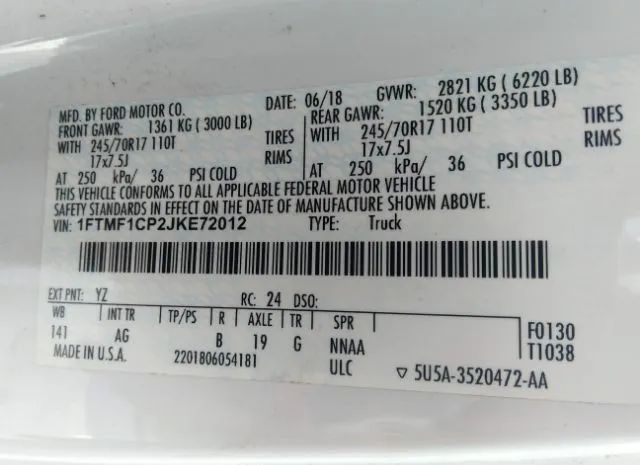 MFD. BY FORD MOTOR CO.
DATE: 06/18 GVWR: 2821 KG ( 6220 LB)
FRONT GAWR: 1361 KG ( 3000 LB) REAR GAWR: 1520 KG ( 3350 LB)
WITH 245/70R17 110T TIRES WITH 245/70R17 110T TIRES
17x7.5J RIMS 17x7.5J RIMS
AT 250 kPa/ 36 PSI COLD AT 250 kPa/ 36 PSI COLD
THIS VEHICLE CONFORMS TO ALL APPLICABLE FEDERAL MOTOR VEHICLE
SAFETY STANDARDS IN EFFECT ON THE DATE OF MANUFACTURE SHOWN ABOVE.
VIN: 1FTMF1CP2JKE72012 TYPE: Truck
EXT PNT: YZ RC: 24 DSO:
WB INT TR TP/PS R AXLE TR SPR F0130
141 AG B 19 G NNAA T1038
MADE IN U.S.A. 2201806054181 ULC ▽ 5U5A-3520472-AA